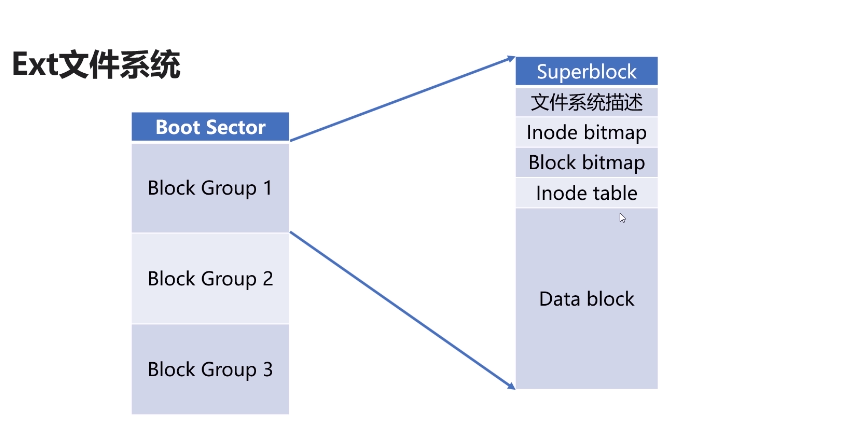 Ext文件系统
Boot Sector
Block Group 1
Block Group 2
Block Group 3
Superblock
文件系统描述
Inode bitmap
Block bitmap
Inode table
Data block